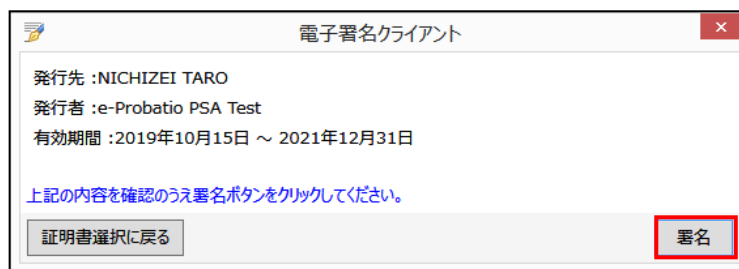 電子署名クライアント
発行先 :NICHIZEI TARO
発行者 :e-Probatio PSA Test
有効期間 :2019年10月15日 ～ 2021年12月31日
上記の内容を確認のうえ署名ボタンをクリックしてください。
証明書選択に戻る
署名